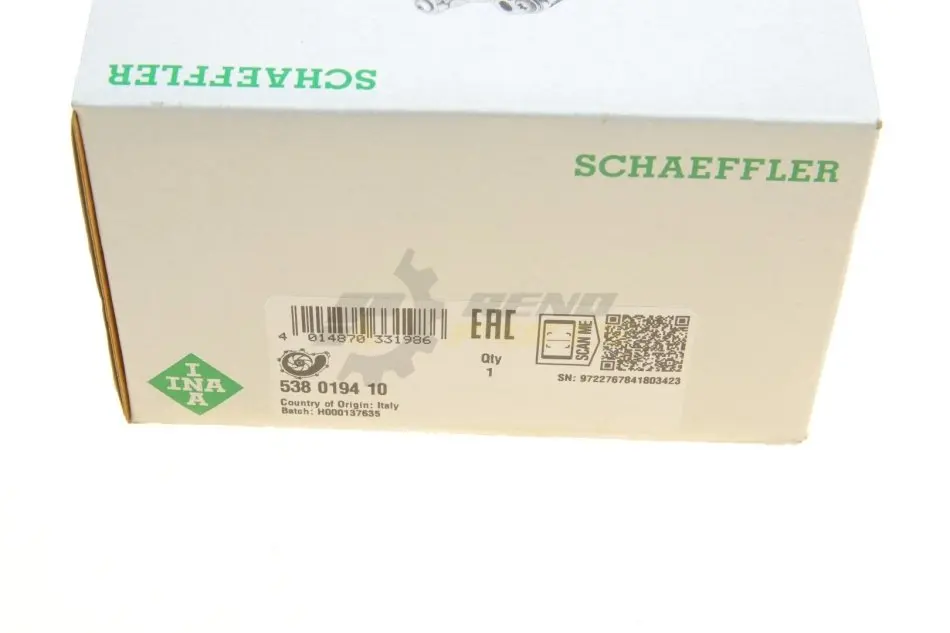 SCHAEFFLER
SCHAEFFLER
BEND
4 014870 331986
EAC
Qty
1
SCAN ME
SN: 9722767841803423
538 0194 10
Country of Origin: Italy
Batch: H000137635
I
INA
A